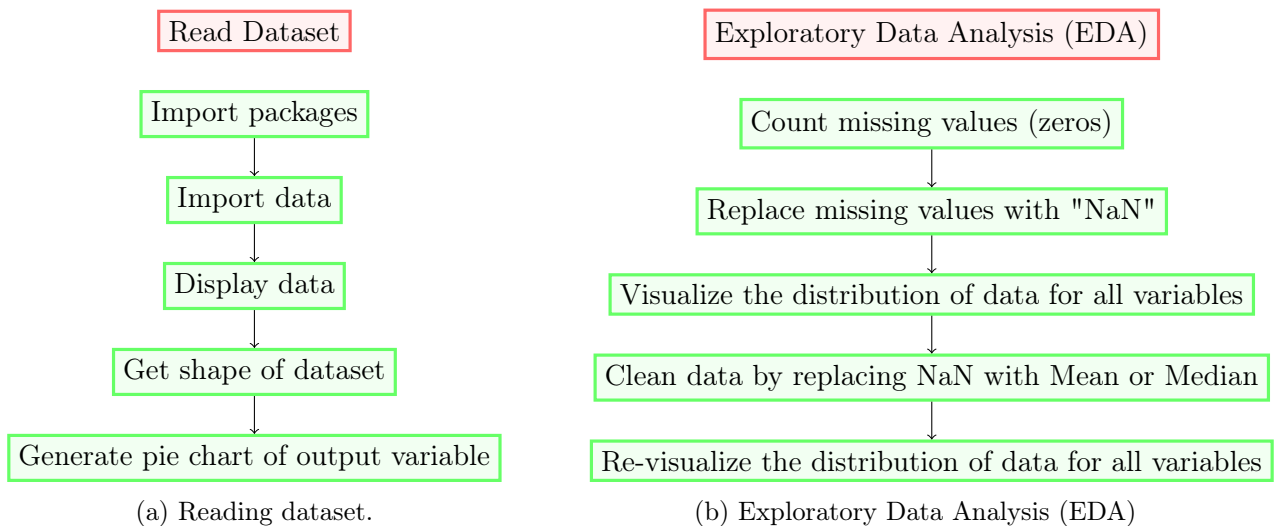 Read Dataset
Import packages
Import data
Display data
Get shape of dataset
Generate pie chart of output variable
(a) Reading dataset.
Exploratory Data Analysis (EDA)
Count missing values (zeros)
Replace missing values with "NaN"
Visualize the distribution of data for all variables
Clean data by replacing NaN with Mean or Median
Re-visualize the distribution of data for all variables
(b) Exploratory Data Analysis (EDA)